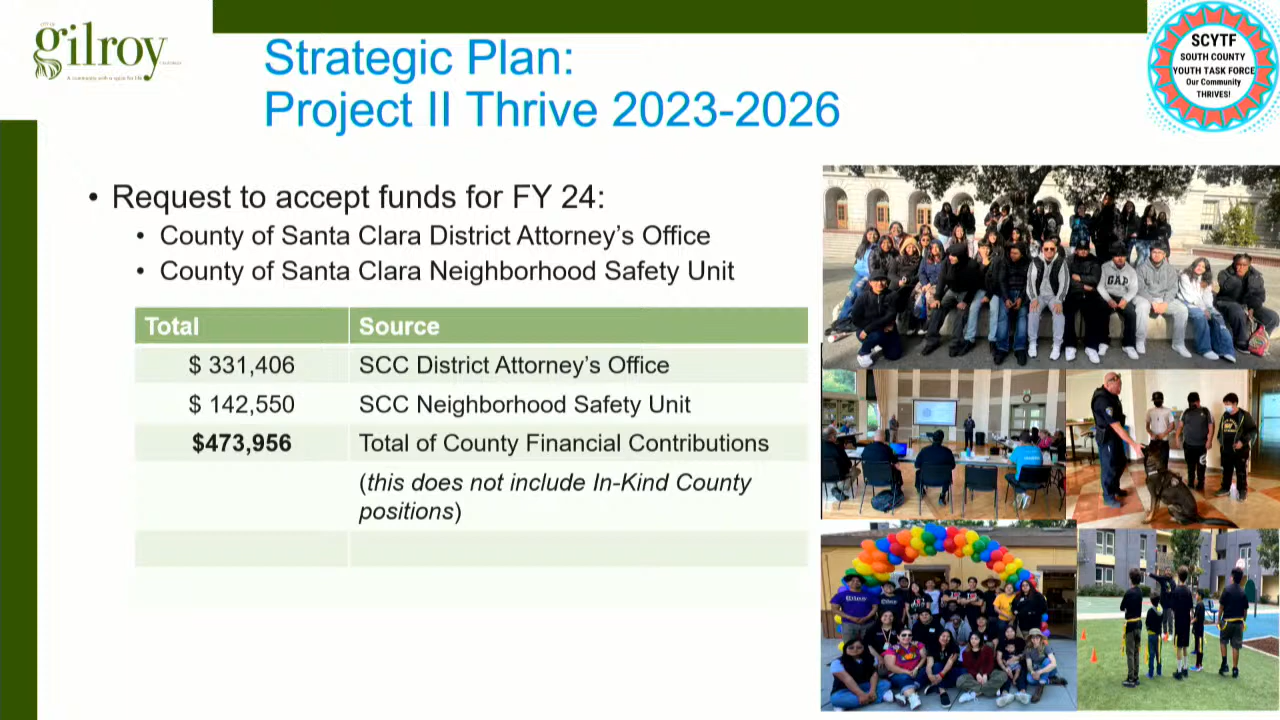 gilroy
Strategic Plan:
Project II Thrive 2023-2026
SCYTF
SOUTH COUNTY
YOUTH TASK FORCE
Our Community
THRIVES!
• Request to accept funds for FY 24:
• County of Santa Clara District Attorney’s Office
• County of Santa Clara Neighborhood Safety Unit
Total Source
$ 331,406 SCC District Attorney’s Office
$ 142,550 SCC Neighborhood Safety Unit
$473,956 Total of County Financial Contributions
(this does not include In-Kind County
positions)
GAP